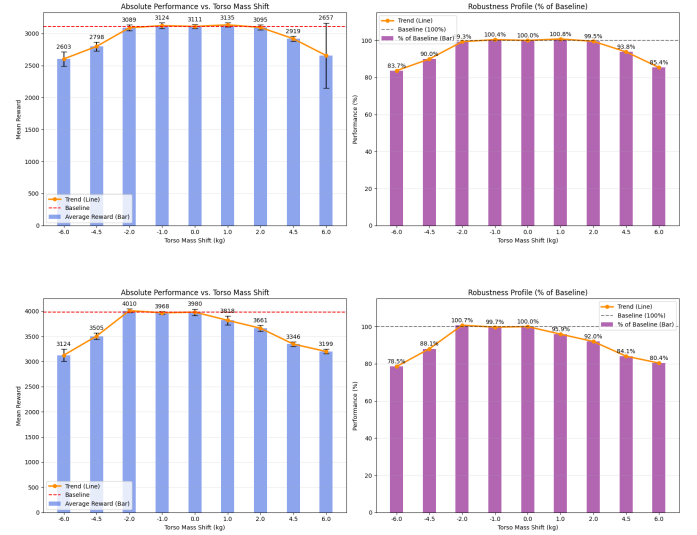 Absolute Performance vs. Torso Mass Shift
2603
2798
3089
3124
3111
3135
3095
2919
2657
Mean Reward
3000
2500
2000
1500
1000
500
0
Trend (Line)
Baseline
Average Reward (Bar)
-6.0 -4.5 -2.0 -1.0 0.0 1.0 2.0 4.5 6.0
Torso Mass Shift (kg)
Robustness Profile (% of Baseline)
Trend (Line)
Baseline (100%)
% of Baseline (Bar)
83.7%
90.0%
9.3%
100.4%
100.0%
100.8%
99.5%
93.8%
85.4%
Performance (%)
100
80
60
40
20
0
-6.0 -4.5 -2.0 -1.0 0.0 1.0 2.0 4.5 6.0
Torso Mass Shift (kg)
Absolute Performance vs. Torso Mass Shift
3124
3505
4010
3968
3980
3818
3661
3346
3199
Mean Reward
4000
3500
3000
2500
2000
1500
1000
500
0
Trend (Line)
Baseline
Average Reward (Bar)
-6.0 -4.5 -2.0 -1.0 0.0 1.0 2.0 4.5 6.0
Torso Mass Shift (kg)
Robustness Profile (% of Baseline)
Trend (Line)
Baseline (100%)
% of Baseline (Bar)
78.5%
88.1%
100.7%
99.7%
100.0%
95.9%
92.0%
84.1%
80.4%
Performance (%)
100
80
60
40
20
0
-6.0 -4.5 -2.0 -1.0 0.0 1.0 2.0 4.5 6.0
Torso Mass Shift (kg)